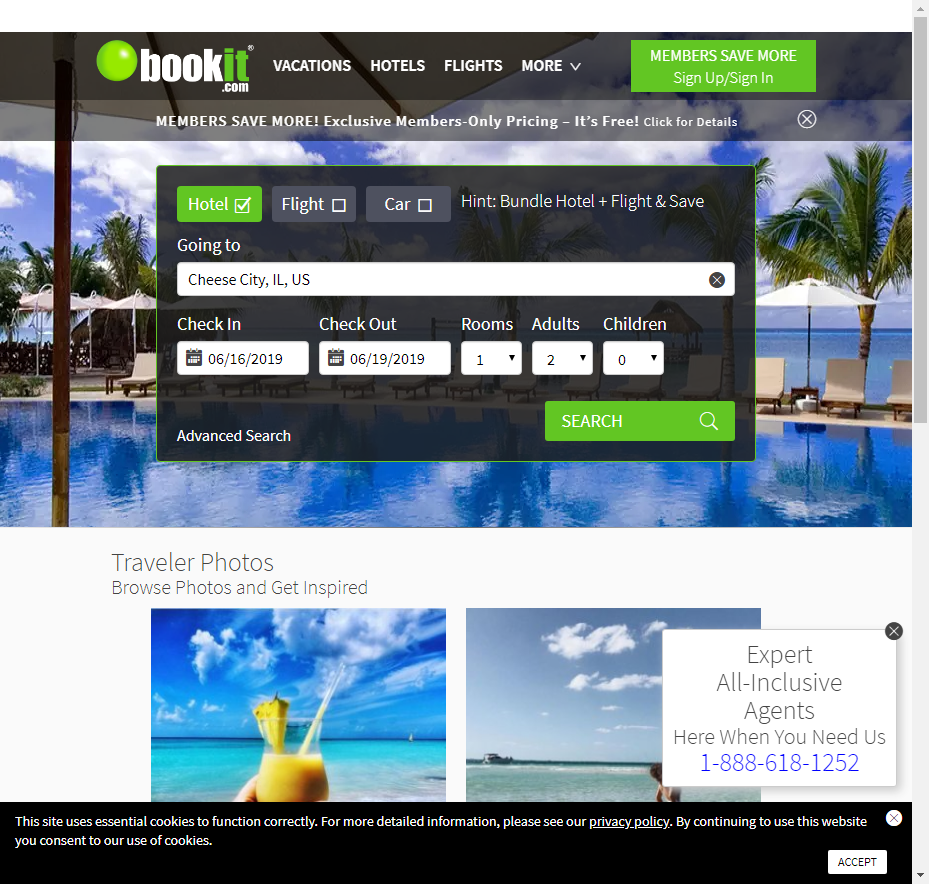 bookit®
.com
VACATIONS HOTELS FLIGHTS MORE
MEMBERS SAVE MORE
Sign Up/Sign In
MEMBERS SAVE MORE! Exclusive Members-Only Pricing – It's Free! Click for Details
Hotel Flight Car Hint: Bundle Hotel + Flight & Save
Going to
Cheese City, IL, US
Check In Check Out Rooms Adults Children
06/16/2019 06/19/2019 1 2 0
SEARCH
Advanced Search
Traveler Photos
Browse Photos and Get Inspired
Expert
All-Inclusive
Agents
Here When You Need Us
1-888-618-1252
This site uses essential cookies to function correctly. For more detailed information, please see our privacy policy. By continuing to use this website
you consent to our use of cookies.
ACCEPT